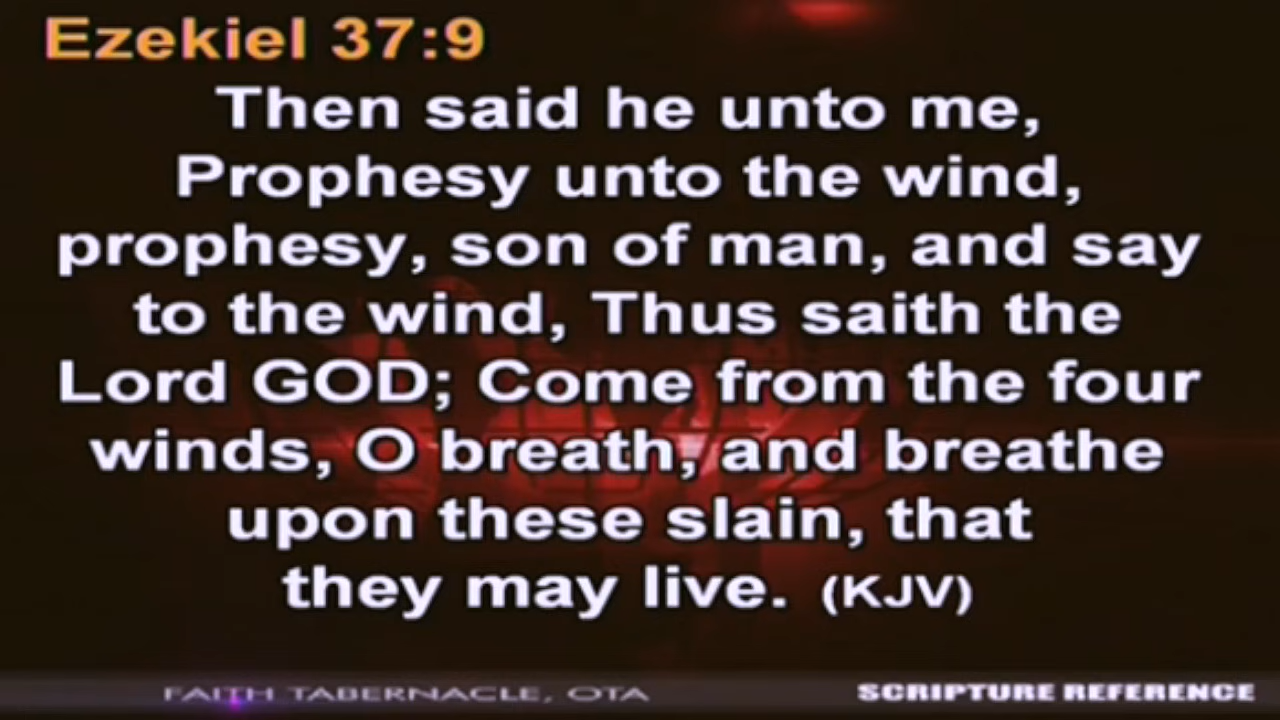 Ezekiel 37:9
Then said he unto me,
Prophesy unto the wind,
prophesy, son of man, and say
to the wind, Thus saith the
Lord GOD; Come from the four
winds, O breath, and breathe
upon these slain, that
they may live. (KJV)
FAITH TABERNACLE, OTA
SCRIPTURE REFERENCE